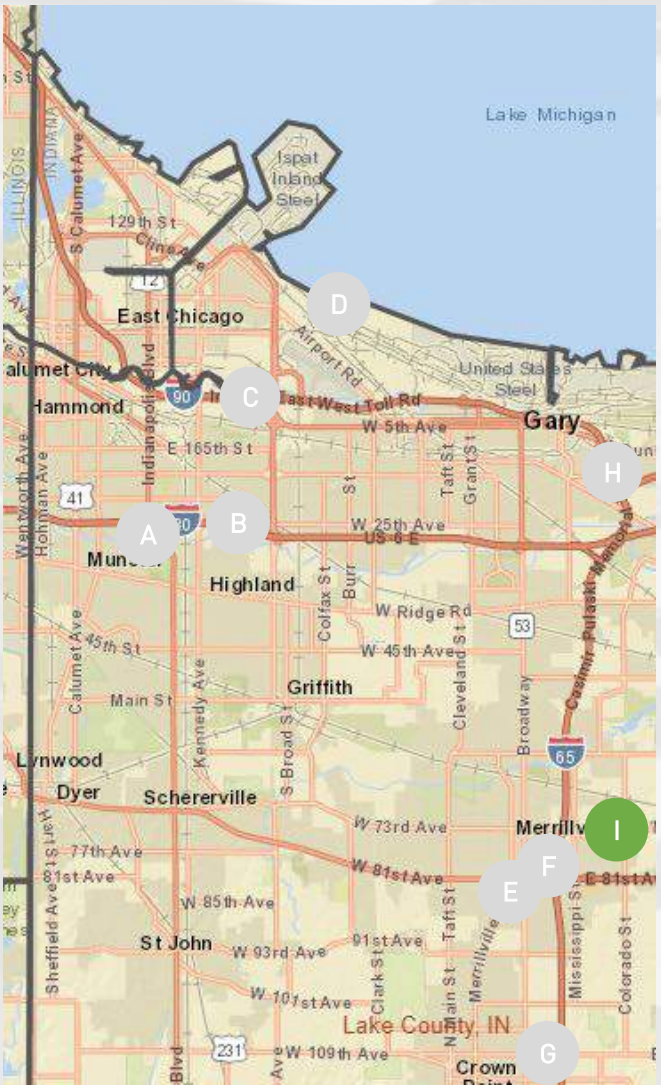 Lake Michigan
Ispat
Inland
Steel
INDIANA
ILLINOIS
S Calumet Ave
129th St
Cline Ave
12
D
East Chicago
Airport Rd
United States
Steel
Indianapolis Blvd
90
C
East West Toll Rd
Hammond
W 5th Ave
Gary
E 165th St
Taft St
Grant St
H
St
Wentworth Ave
Hohman Ave
41
A
B
W 25th Ave
US 6 E
Highland
Colfax St
Burr
W Ridge Rd
53
Casimir Pulaski Memorial
Calumet Ave
45th St
W 45th Ave
Cleveland St
Griffith
Main St
Kennedy Ave
S Broad St
Broadway
65
Lynwood
Dyer
Schererville
W 73rd Ave
I
Hart St
77th Ave
81st Ave
W 81st Ave
F
E
E 81st Av
Sheffield Ave
W 85th Ave
Taft St
Merrillville
Mississippi St
Colorado St
St John
W 93rd Ave
91st Ave
Clark St
W 101st Ave
Main St
Lake County, IN
231
Blvd
Ave
W 109th Ave
G
Crown